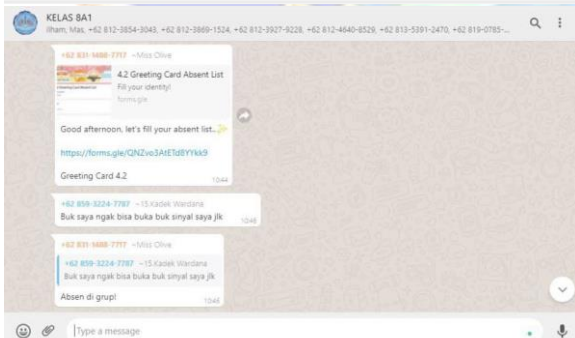 KELAS 8A1
Ilham, Mas, +62 812-3854-3043, +62 812-3869-1524, +62 812-3927-9228, +62 812-4640-8529, +62 813-5391-2470, +62 819-0785-...
+62 831-1488-7717 ~Miss Olive
4.2 Greeting Card Absent List
Fill your identity!
forms.gle
Good afternoon, let's fill your absent list..
https://forms.gle/QNZvo3AtETd8YYkk9
Greeting Card 4.2
10:44
+62 859-3224-7787 ~15.Kadek Wardana
Buk saya ngak bisa buka buk sinyal saya jlk
10:45
+62 831-1488-7717 ~Miss Olive
+62 859-3224-7787 ~15.Kadek Wardana
Buk saya ngak bisa buka buk sinyal saya jlk
Absen di grup!
10:45
Type a message